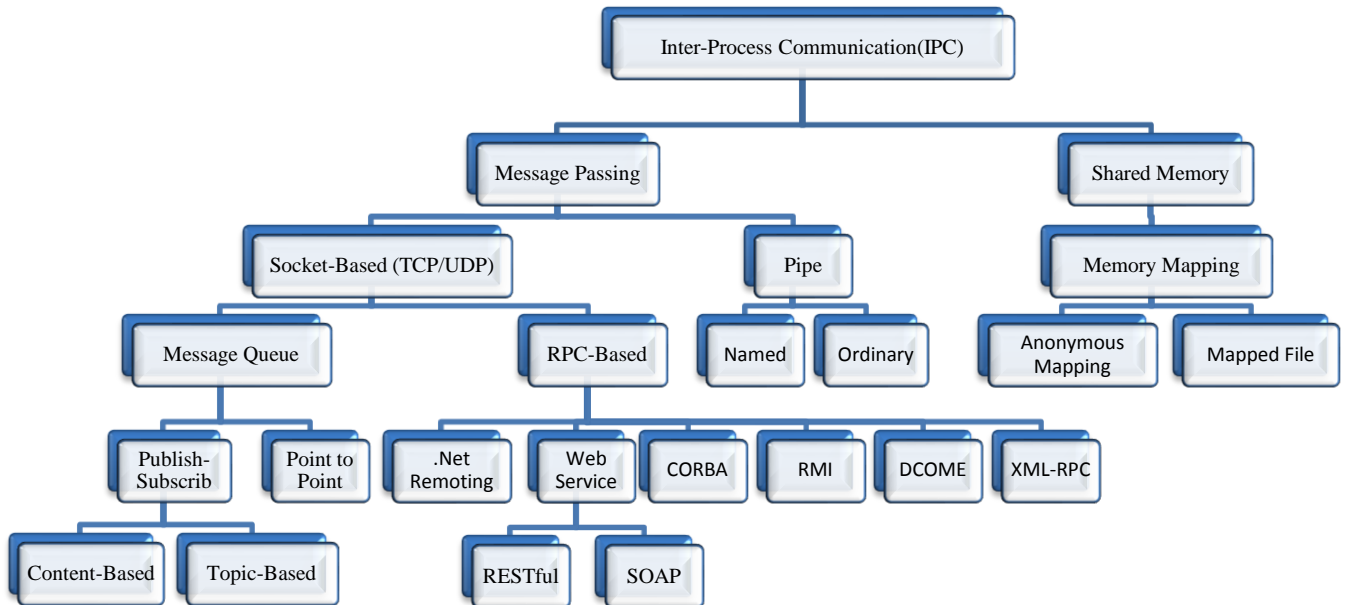 Inter-Process Communication(IPC)
Message Passing
Shared Memory
Socket-Based (TCP/UDP)
Pipe
Memory Mapping
Message Queue
RPC-Based
Named
Ordinary
Anonymous
Mapping
Mapped File
Publish-
Subscrib
Point to
Point
.Net
Remoting
Web
Service
CORBA
RMI
DCOME
XML-RPC
Content-Based
Topic-Based
RESTful
SOAP